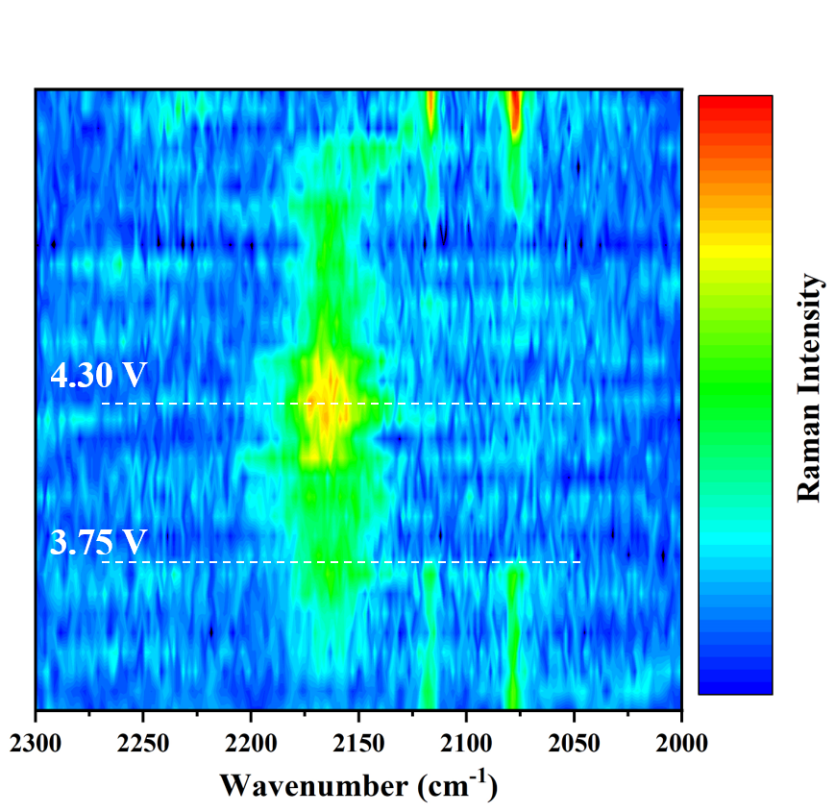 4.30 V
3.75 V
2300 2250 2200 2150 2100 2050 2000
Wavenumber (cm⁻¹)
Raman Intensity